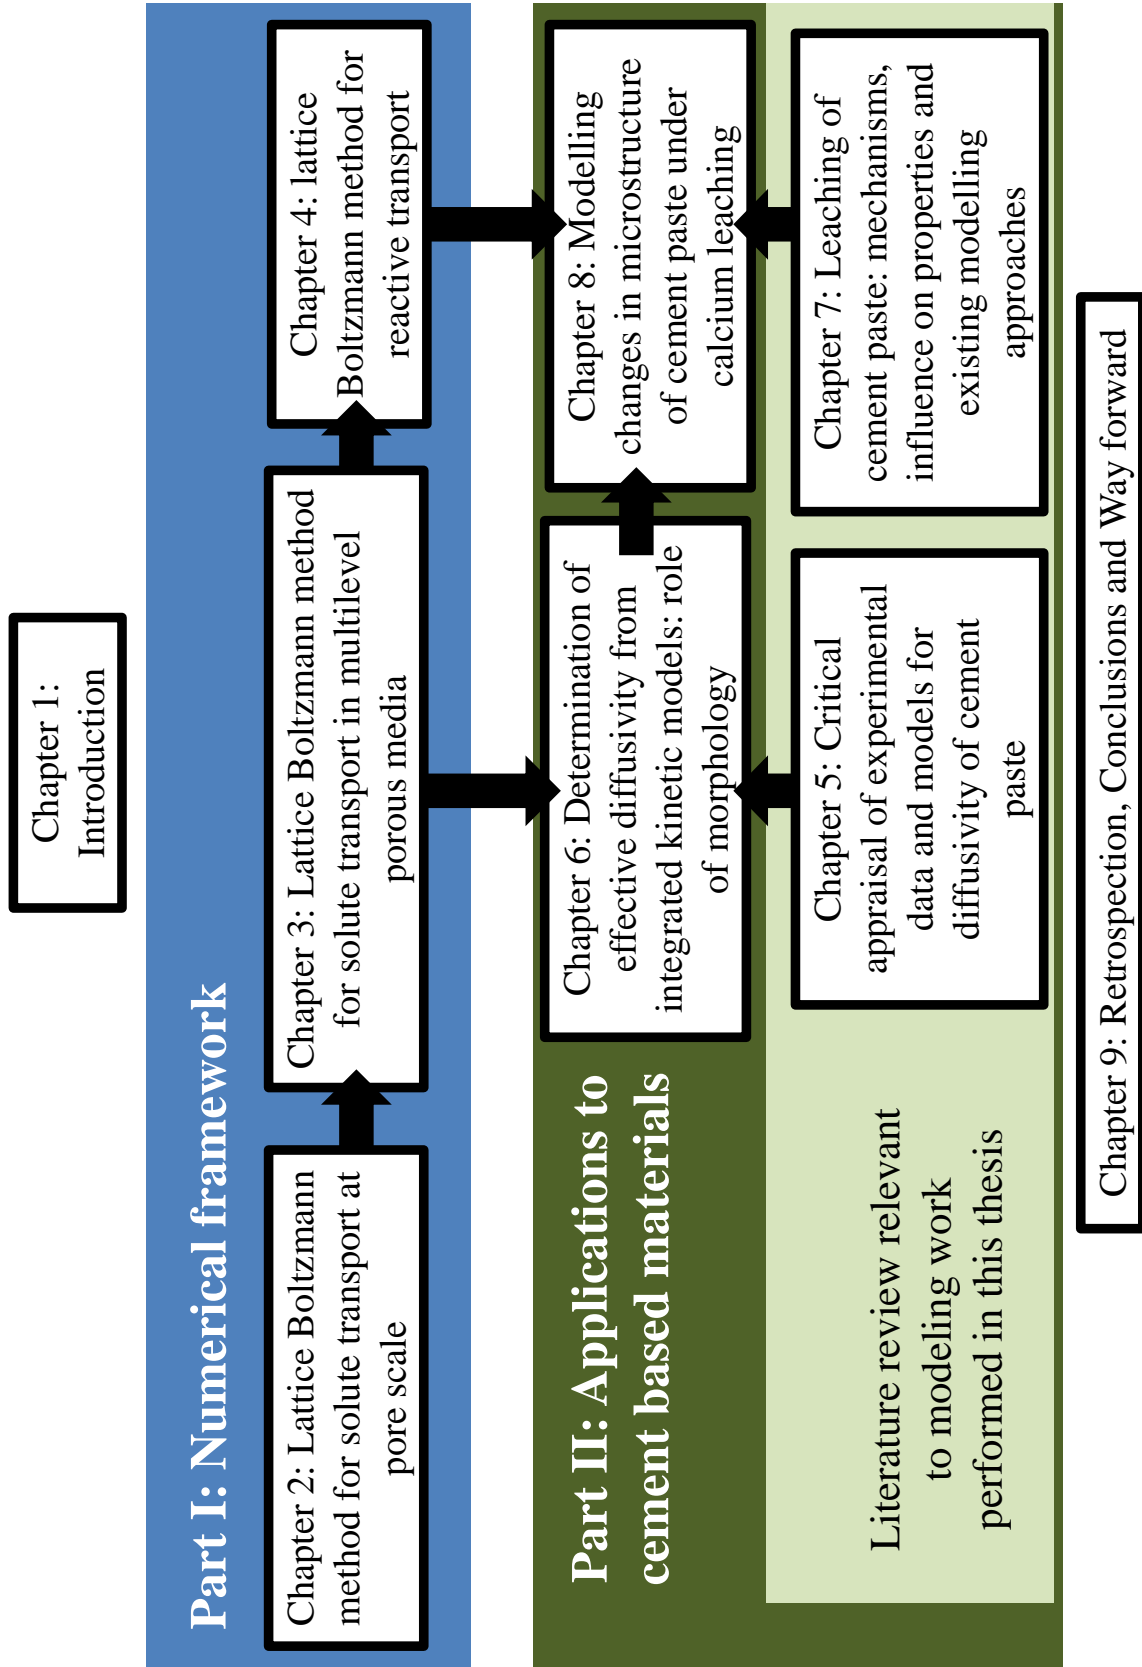 Chapter 1:
Introduction
Part I: Numerical framework
Chapter 2: Lattice Boltzmann
method for solute transport at
pore scale
Chapter 3: Lattice Boltzmann method
for solute transport in multilevel
porous media
Chapter 4: lattice
Boltzmann method for
reactive transport
Part II: Applications to
cement based materials
Chapter 6: Determination of
effective diffusivity from
integrated kinetic models: role
of morphology
Chapter 8: Modelling
changes in microstructure
of cement paste under
calcium leaching
Literature review relevant
to modeling work
performed in this thesis
Chapter 5: Critical
appraisal of experimental
data and models for
diffusivity of cement
paste
Chapter 7: Leaching of
cement paste: mechanisms,
influence on properties and
existing modelling
approaches
Chapter 9: Retrospection, Conclusions and Way forward